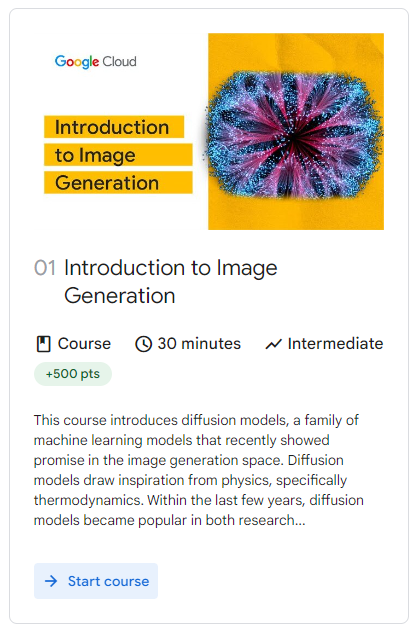 Google Cloud
Introduction
to Image
Generation
01 Introduction to Image
Generation
Course 30 minutes Intermediate
+500 pts
This course introduces diffusion models, a family of
machine learning models that recently showed
promise in the image generation space. Diffusion
models draw inspiration from physics, specifically
thermodynamics. Within the last few years, diffusion
models became popular in both research...
Start course